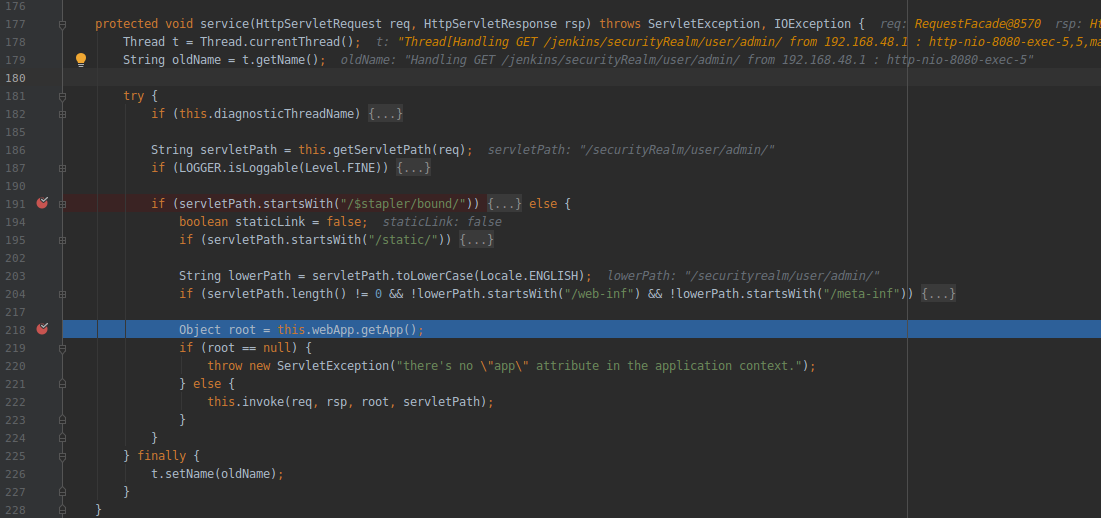 176
177 protected void service(HttpServletRequest req, HttpServletResponse rsp) throws ServletException, IOException { req: RequestFacade@8570 rsp: Ht
178 Thread t = Thread.currentThread(); t: "Thread[Handling GET /jenkins/securityRealm/user/admin/ from 192.168.48.1 : http-nio-8080-exec-5,5,ma
179 String oldName = t.getName(); oldName: "Handling GET /jenkins/securityRealm/user/admin/ from 192.168.48.1 : http-nio-8080-exec-5"
180
181 try {
182 if (this.diagnosticThreadName) {...}
185
186 String servletPath = this.getServletPath(req); servletPath: "/securityRealm/user/admin/"
187 if (LOGGER.isLoggable(Level.FINE)) {...}
190
191 if (servletPath.startsWith("/$stapler/bound/")) {...} else {
194 boolean staticLink = false; staticLink: false
195 if (servletPath.startsWith("/static/")) {...}
202
203 String lowerPath = servletPath.toLowerCase(Locale.ENGLISH); lowerPath: "/securityrealm/user/admin/"
204 if (servletPath.length() != 0 && !lowerPath.startsWith("/web-inf") && !lowerPath.startsWith("/meta-inf")) {...}
217
218 Object root = this.webApp.getApp();
219 if (root == null) {
220 throw new ServletException("there's no \"app\" attribute in the application context.");
221 } else {
222 this.invoke(req, rsp, root, servletPath);
223 }
224 }
225 } finally {
226 t.setName(oldName);
227 }
228 }